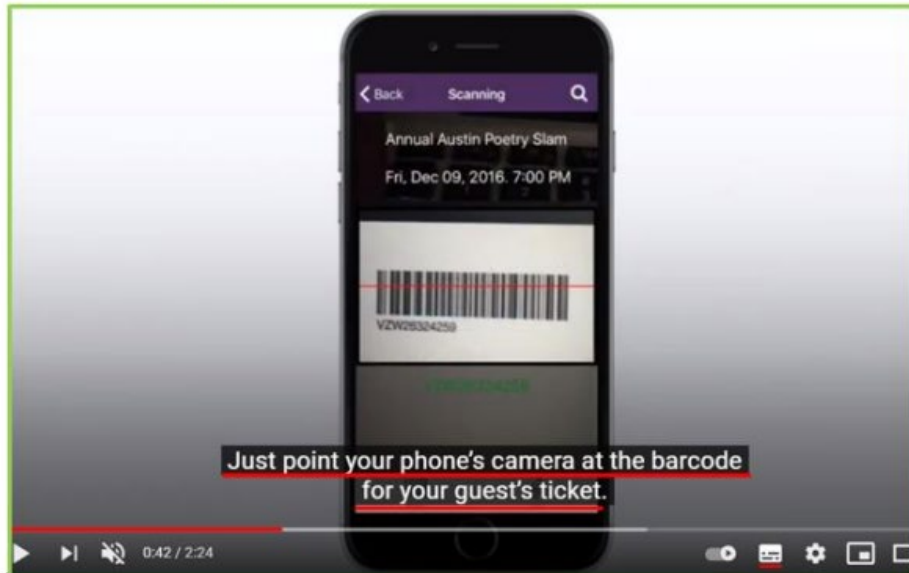 Back
Scanning
Annual Austin Poetry Slam
Fri, Dec 09, 2016. 7:00 PM
VZW26324259
Just point your phone's camera at the barcode
for your guest's ticket.
0:42 / 2:24